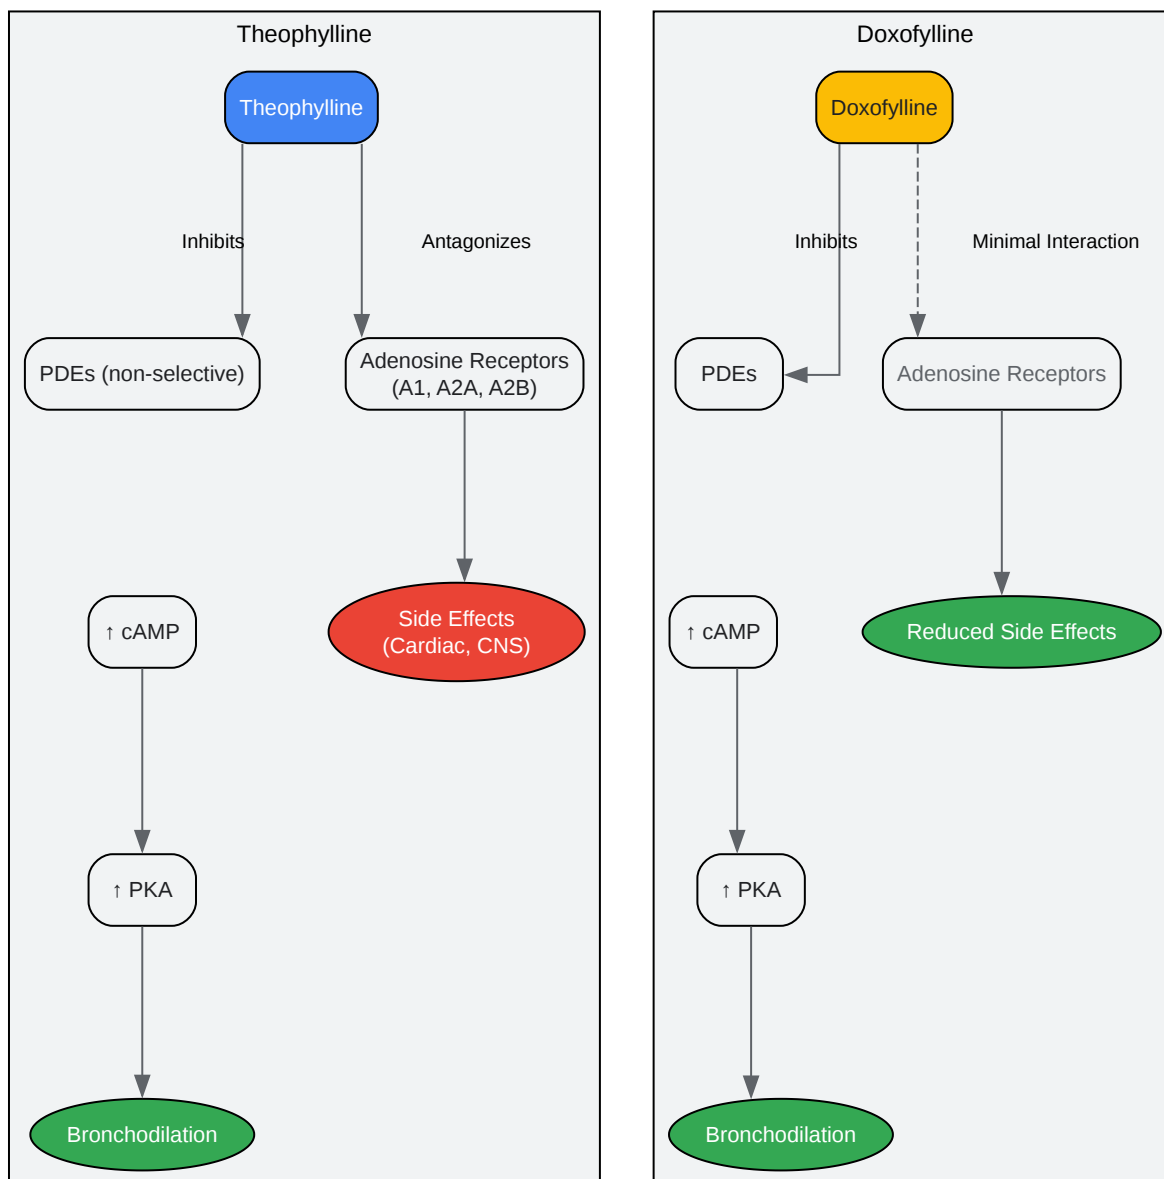 Theophylline
Theophylline
Inhibits
Antagonizes
PDEs (non-selective)
Adenosine Receptors
(A1, A2A, A2B)
↑ cAMP
Side Effects
(Cardiac, CNS)
↑ PKA
Bronchodilation
Doxofylline
Doxofylline
Inhibits
Minimal Interaction
PDEs
Adenosine Receptors
↑ cAMP
Reduced Side Effects
↑ PKA
Bronchodilation